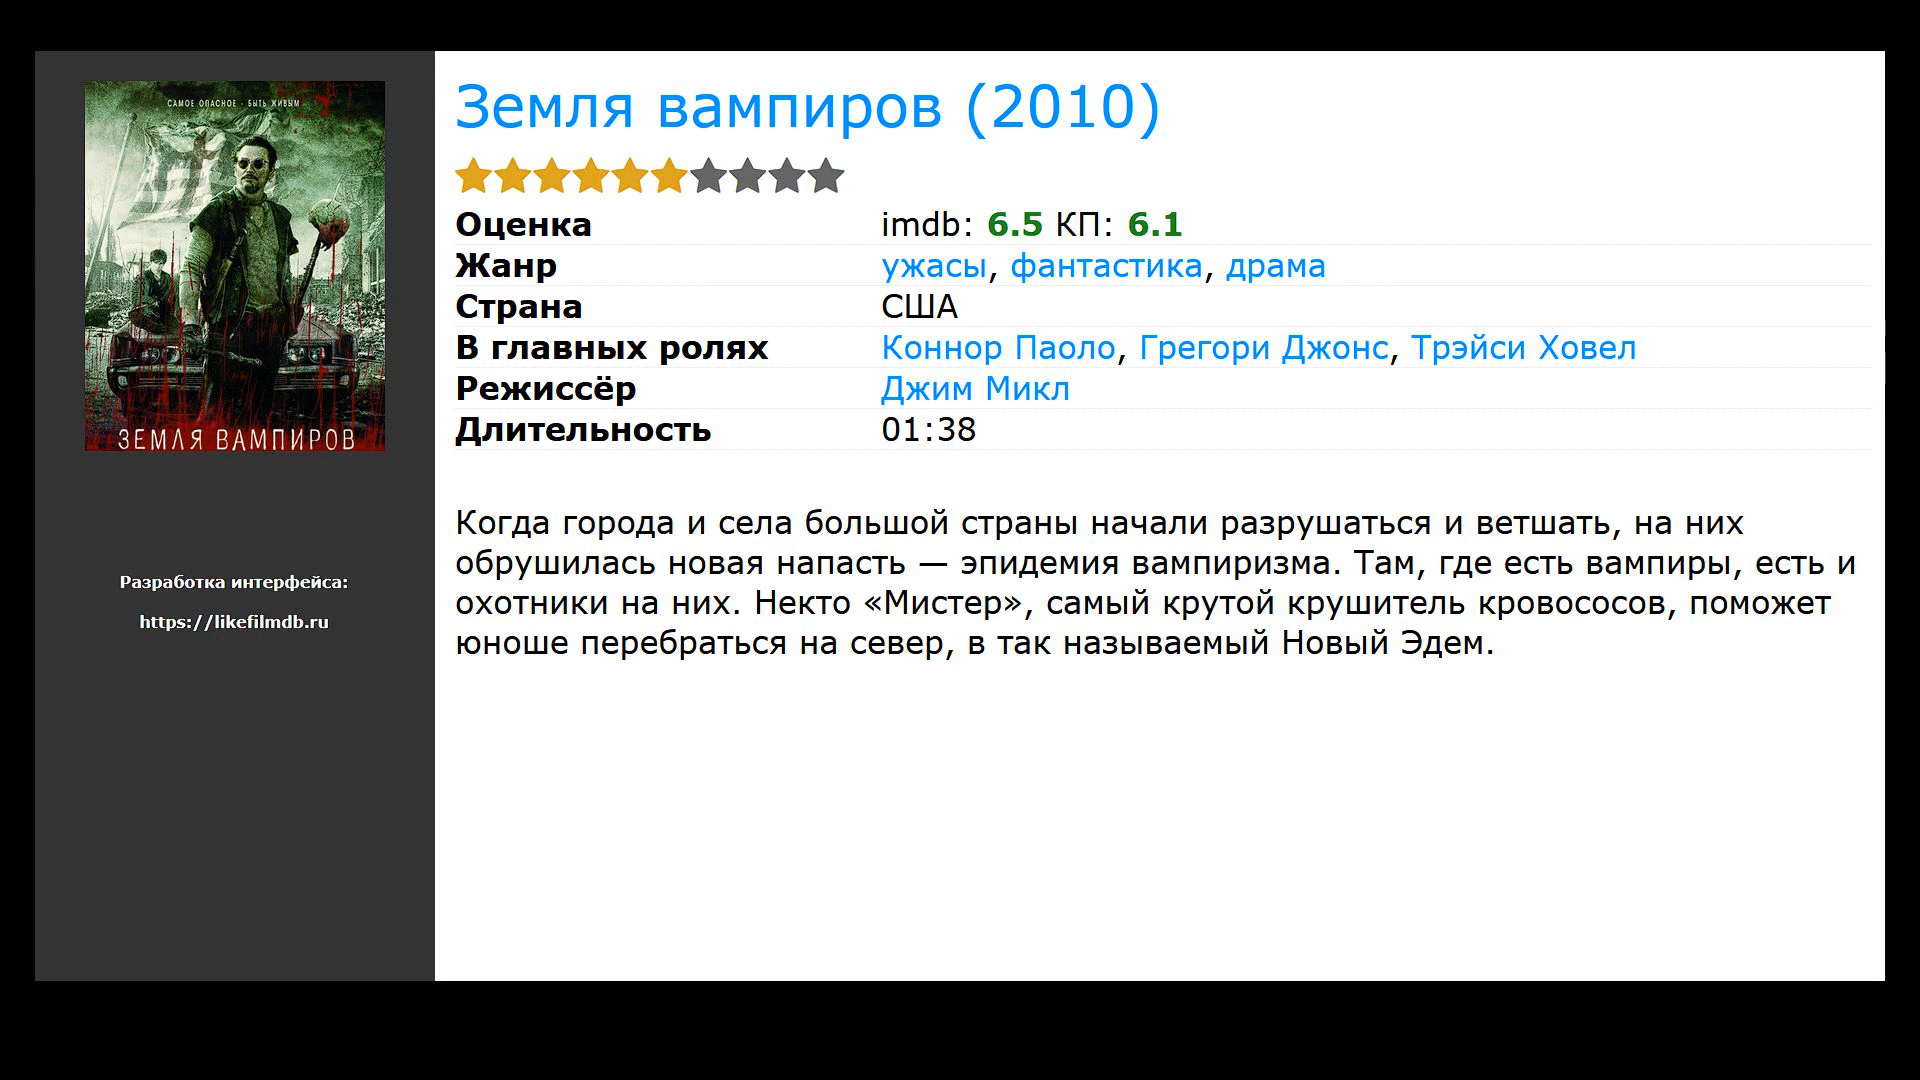 САМОЕ ОПАСНОЕ - БЫТЬ ЖИВЫМ
ЗЕМЛЯ ВАМПИРОВ
Разработка интерфейса:
https://likefilmdb.ru
Земля вампиров (2010)
Оценка imdb: 6.5 КП: 6.1
Жанр ужасы, фантастика, драма
Страна США
В главных ролях Коннор Паоло, Грегори Джонс, Трэйси Ховел
Режиссёр Джим Микл
Длительность 01:38
Когда города и села большой страны начали разрушаться и ветшать, на них
обрушилась новая напасть — эпидемия вампиризма. Там, где есть вампиры, есть и
охотники на них. Некто «Мистер», самый крутой крушитель кровососов, поможет
юноше перебраться на север, в так называемый Новый Эдем.